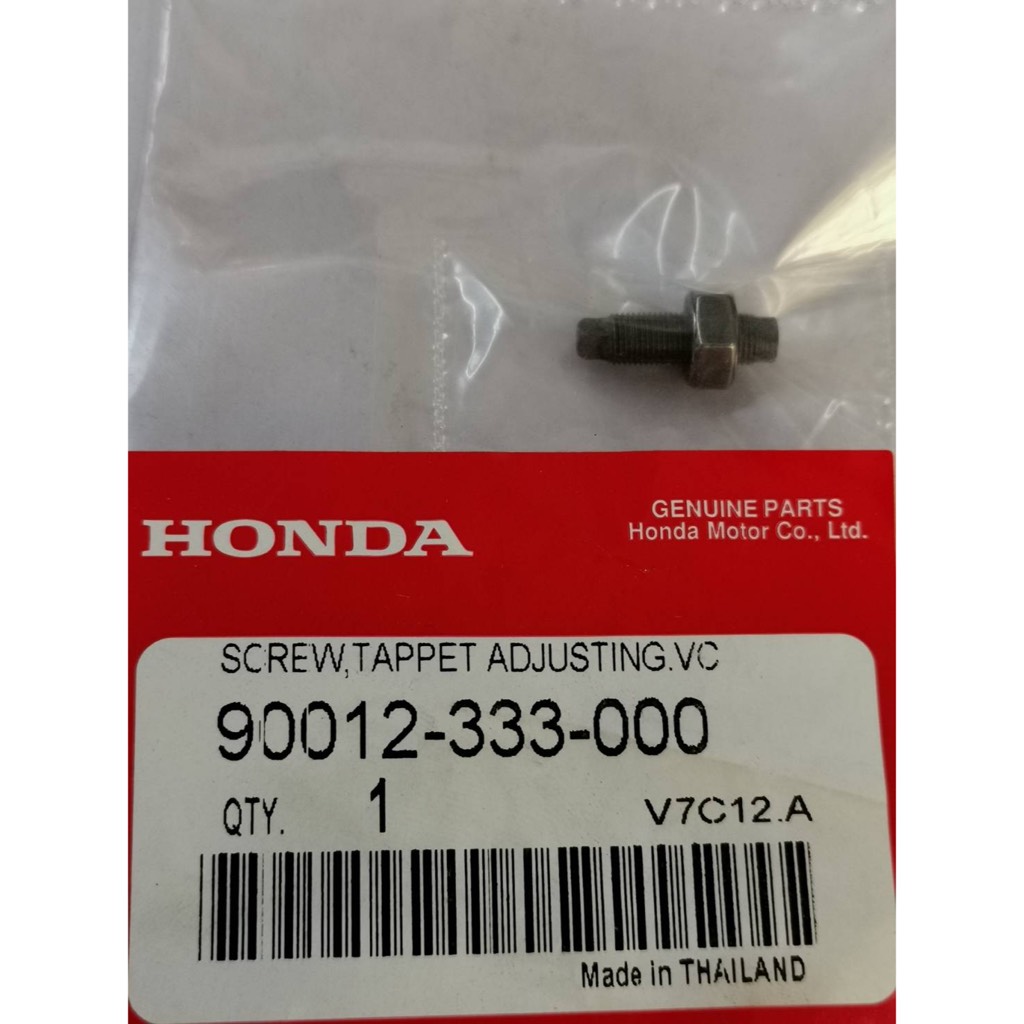 HONDA
GENUINE PARTS
Honda Motor Co., Ltd.
SCREW,TAPPET ADJUSTING.VC
90012-333-000
QTY. 1
V7C12.A
Made in THAILAND